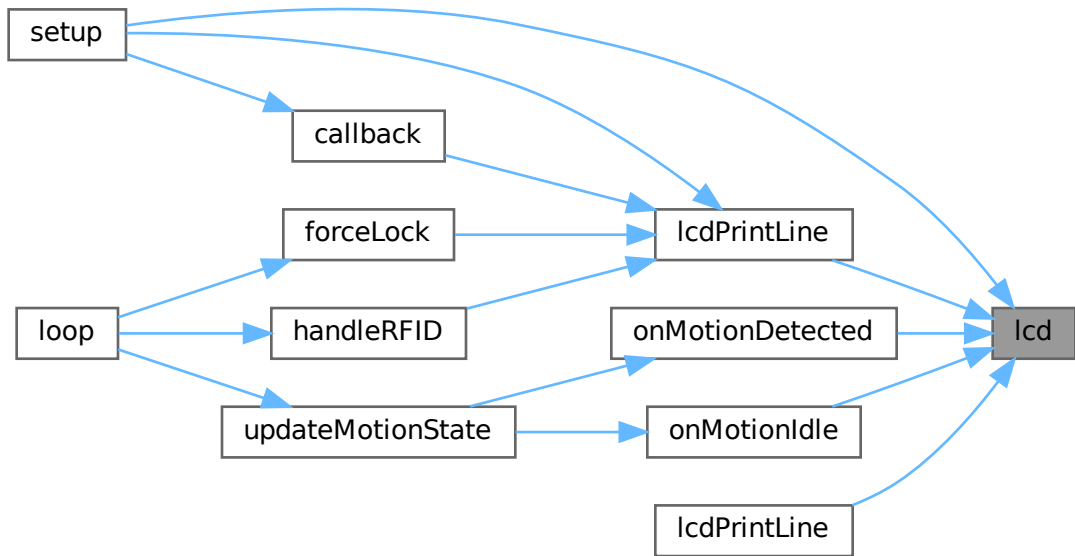 setup
callback
forceLock
lcdPrintLine
loop
handleRFID
onMotionDetected
lcd
updateMotionState
onMotionIdle
lcdPrintLine